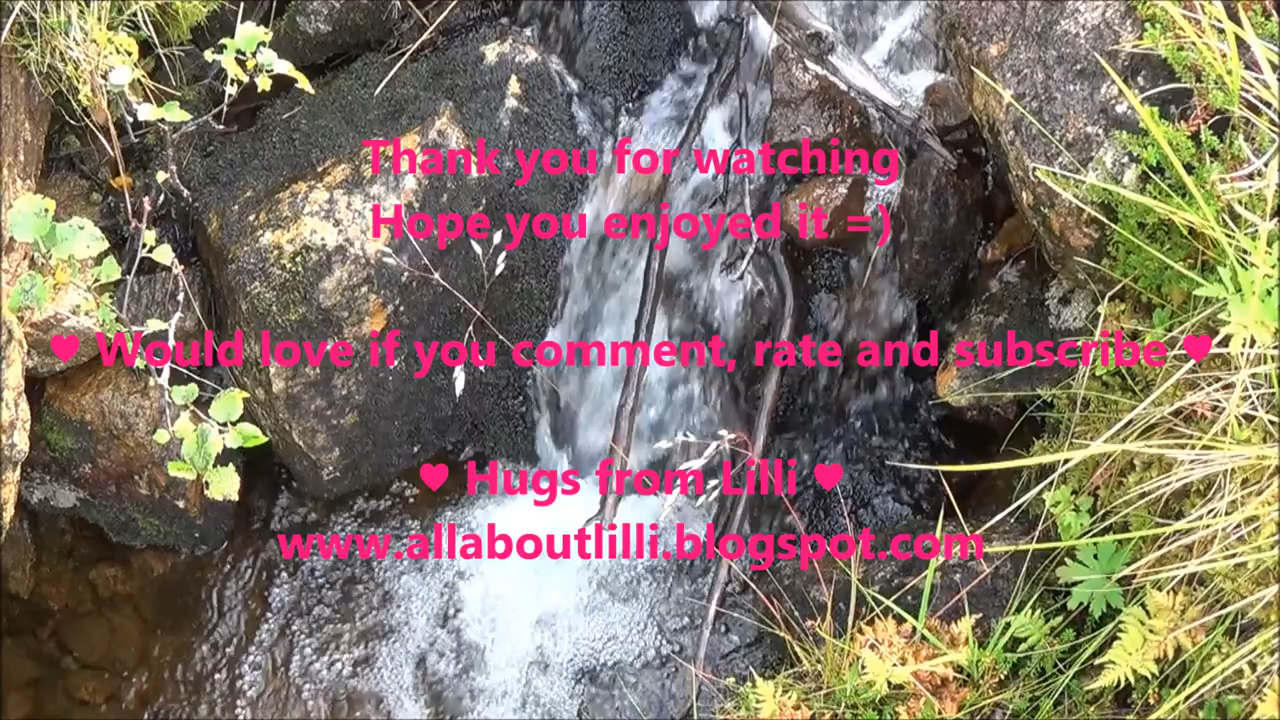 Thank you for watching
Hope you enjoyed it =)
♥ Would love if you comment, rate and subscribe ♥
♥ Hugs from Lilli ♥
www.allaboutlilli.blogspot.com